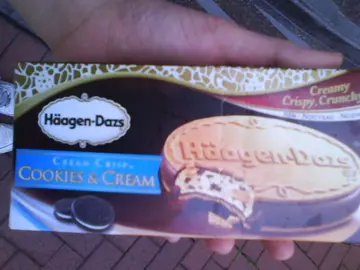 Häagen-Dazs
CREAM CRISP
COOKIES & CREAM
Creamy
Crispy, Crunchy
Häagen-Dazs